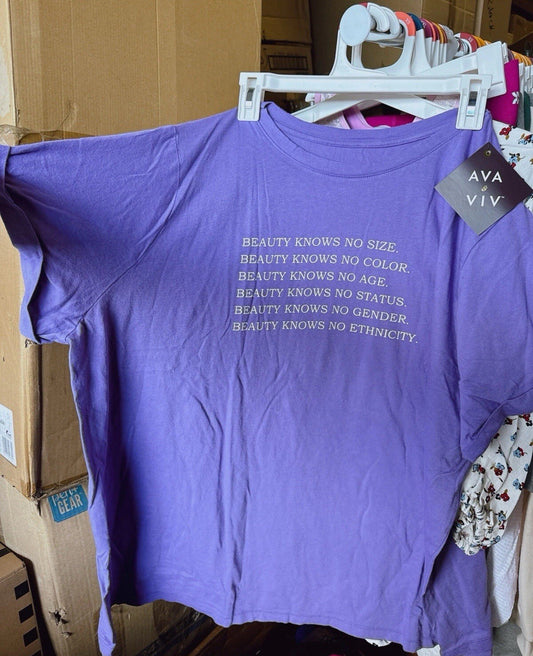 AVA
&
VIV™
BEAUTY KNOWS NO SIZE.
BEAUTY KNOWS NO COLOR.
BEAUTY KNOWS NO AGE.
BEAUTY KNOWS NO STATUS.
BEAUTY KNOWS NO GENDER.
BEAUTY KNOWS NO ETHNICITY.
GEAR